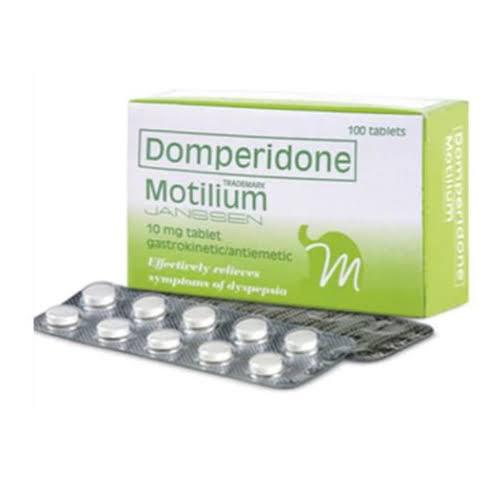 100 tablets
Domperidone
TRADEMARK
Motilium
JANSSEN
10 mg tablet
gastrokinetic/antiemetic
Effectively relieves
symptoms of dyspepsia
m
Domperidone
Motilium